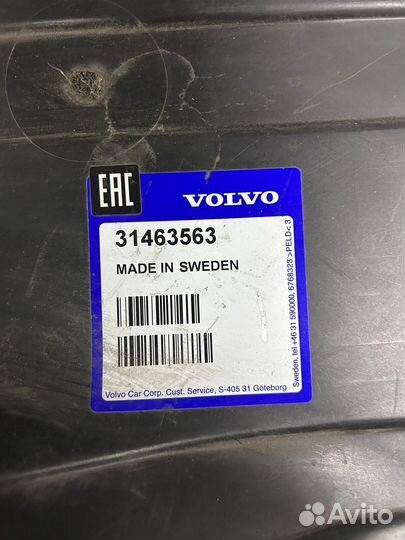 EAC
VOLVO
31463563
MADE IN SWEDEN
Volvo Car Corp. Cust. Service, S-405 31 Göteborg
Sweden, tel +46 31 590000, 6768323 >PELD< 3
Avito